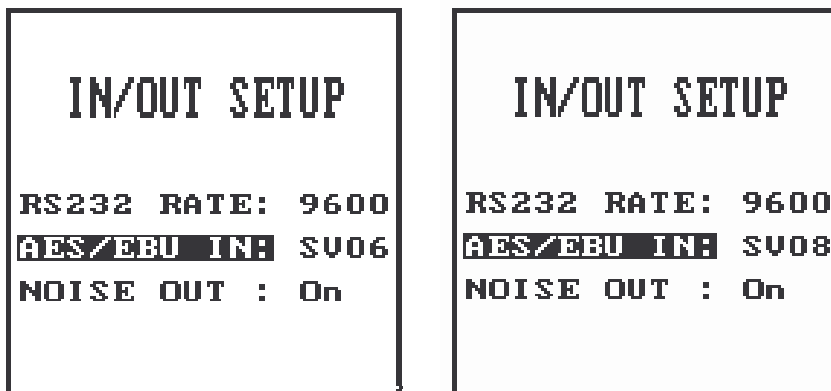 IN/OUT SETUP
RS232 RATE: 9600
AES/EBU IN: SV06
NOISE OUT : On
IN/OUT SETUP
RS232 RATE: 9600
AES/EBU IN: SV08
NOISE OUT : On